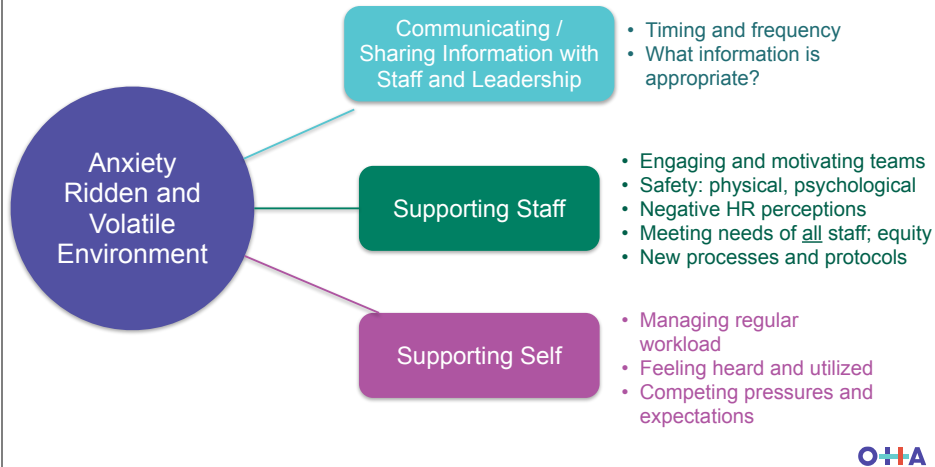 Communicating /
Sharing Information with
Staff and Leadership
• Timing and frequency
• What information is
appropriate?
Anxiety
Ridden and
Volatile
Environment
Supporting Staff
• Engaging and motivating teams
• Safety: physical, psychological
• Negative HR perceptions
• Meeting needs of all staff; equity
• New processes and protocols
Supporting Self
• Managing regular
workload
• Feeling heard and utilized
• Competing pressures and
expectations
OHA